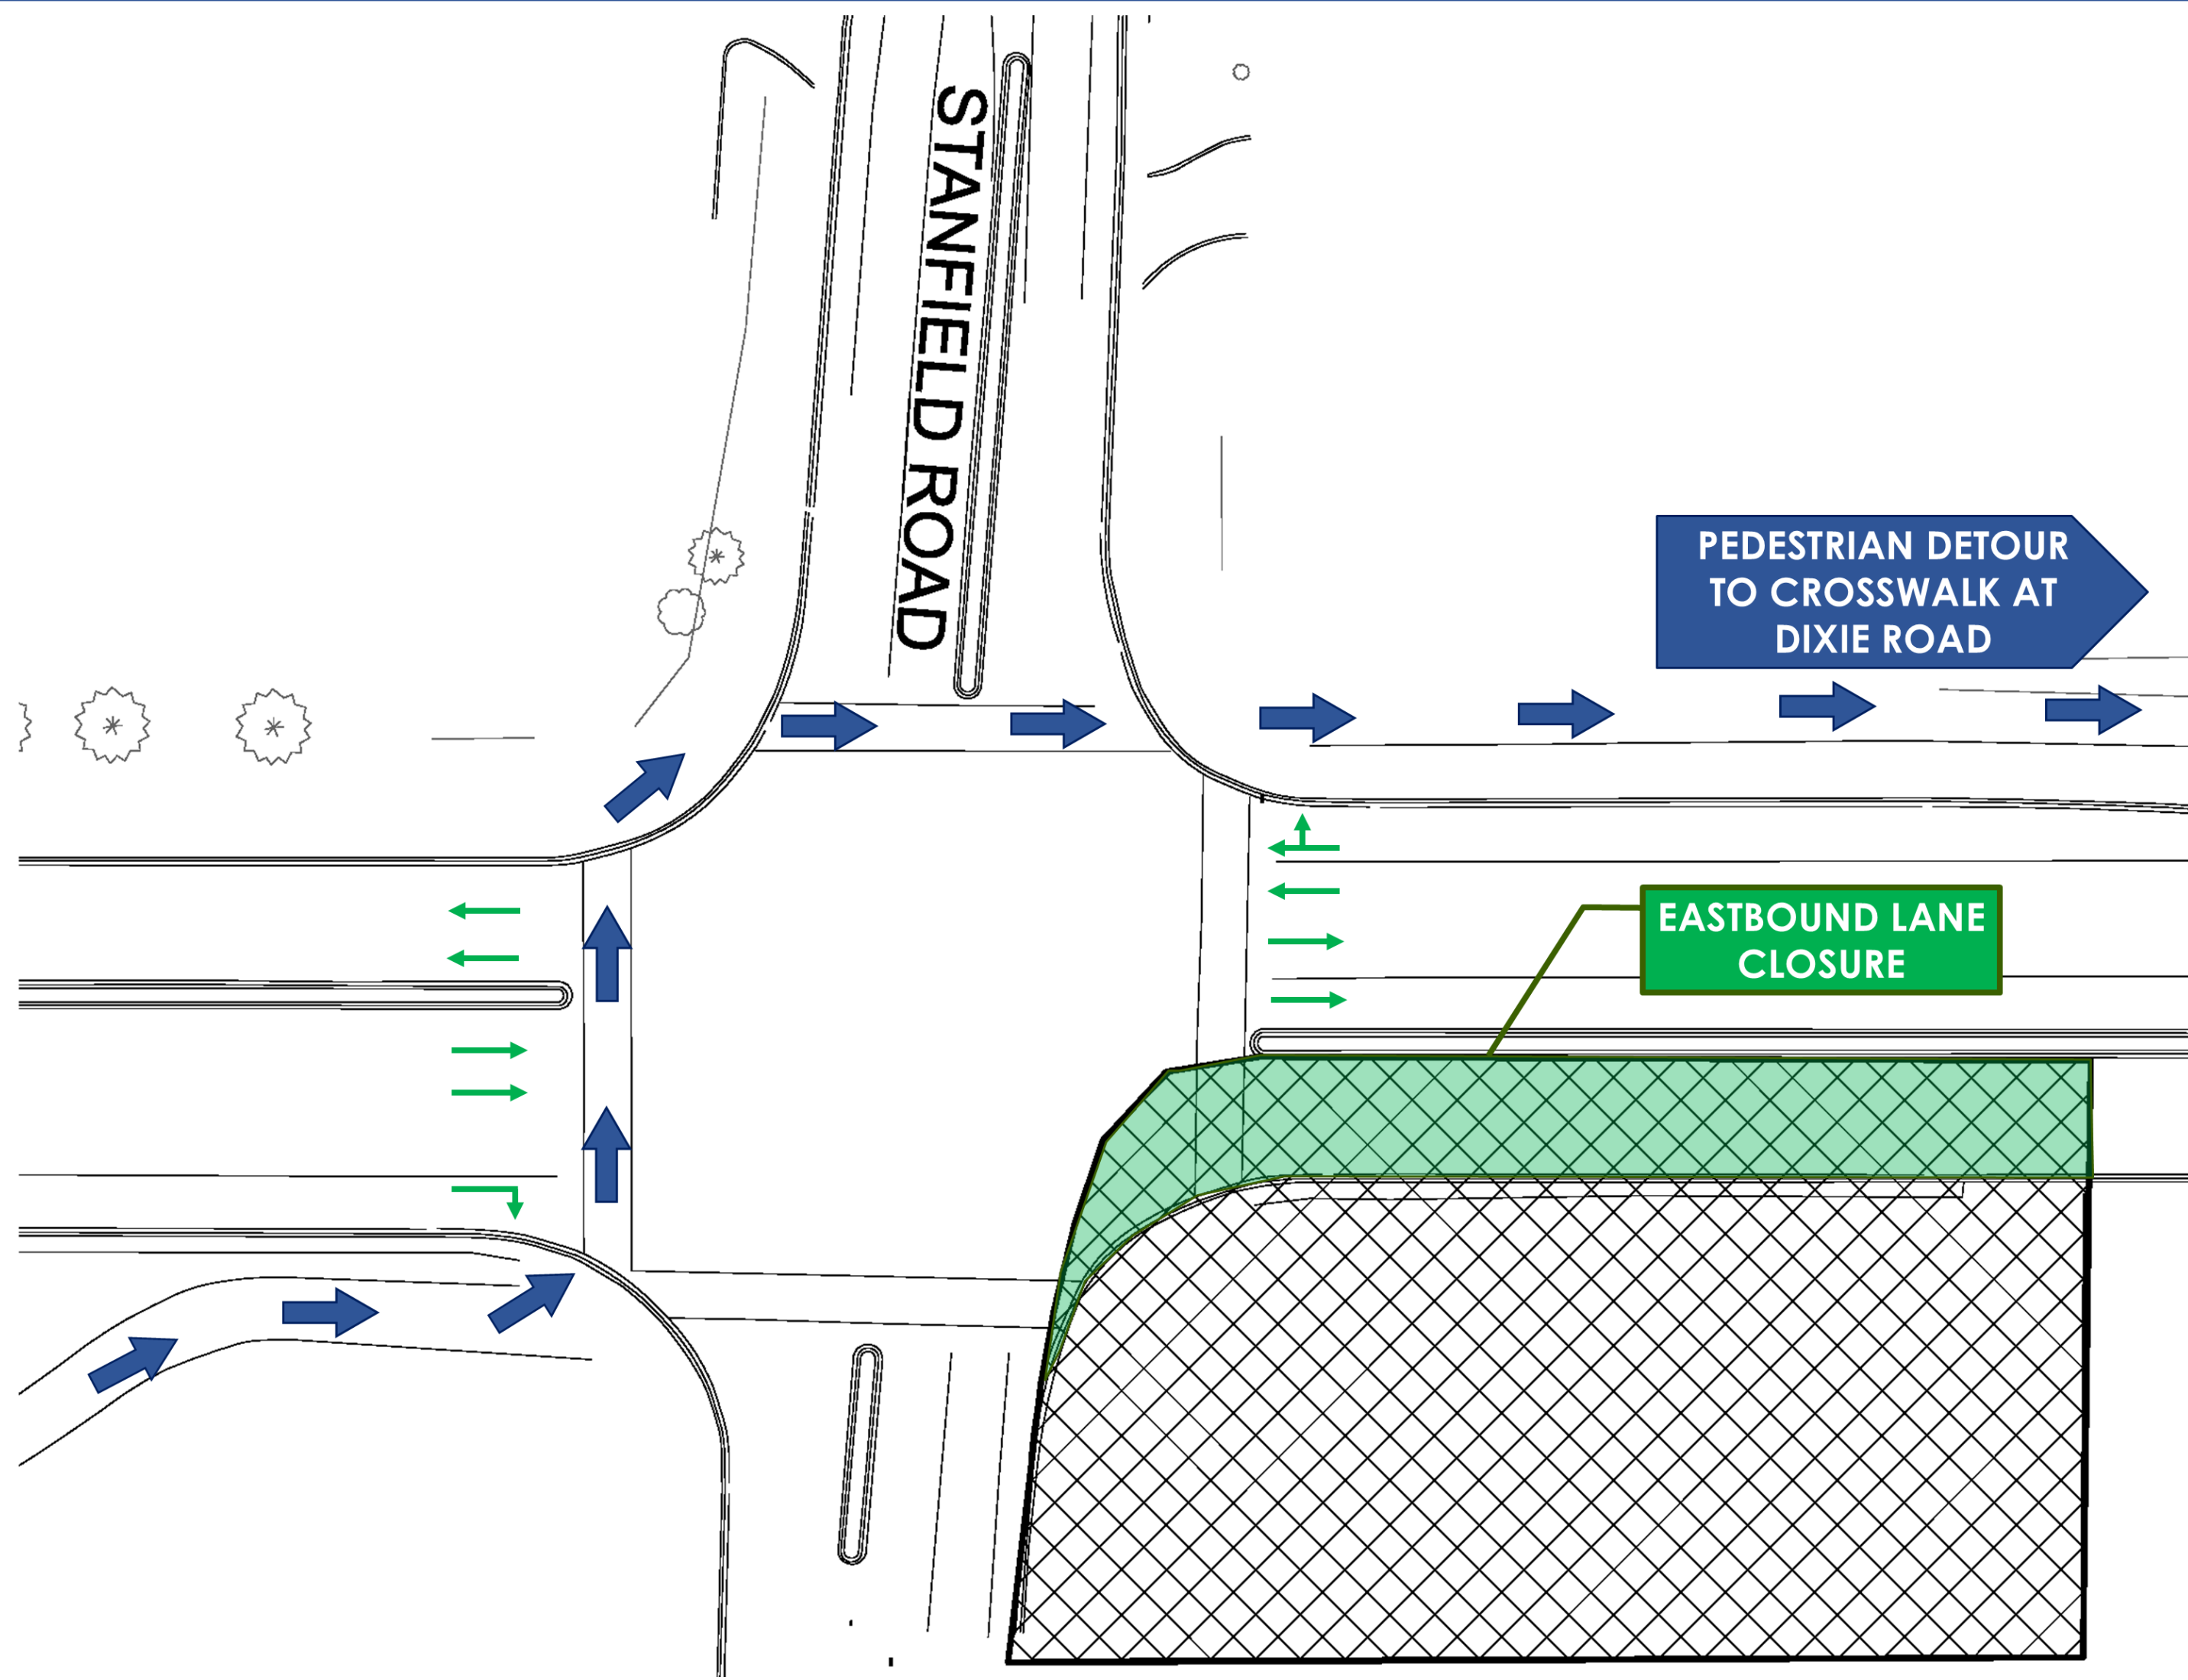 STANFIELD ROAD
PEDESTRIAN DETOUR
TO CROSSWALK AT
DIXIE ROAD
EASTBOUND LANE
CLOSURE